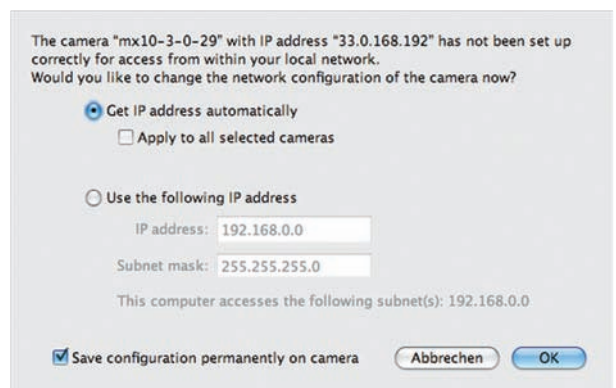 The camera "mx10-3-0-29" with IP address "33.0.168.192" has not been set up
correctly for access from within your local network.
Would you like to change the network configuration of the camera now?
Get IP address automatically
Apply to all selected cameras
Use the following IP address
IP address: 192.168.0.0
Subnet mask: 255.255.255.0
This computer accesses the following subnet(s): 192.168.0.0
Save configuration permanently on camera Abbrechen OK